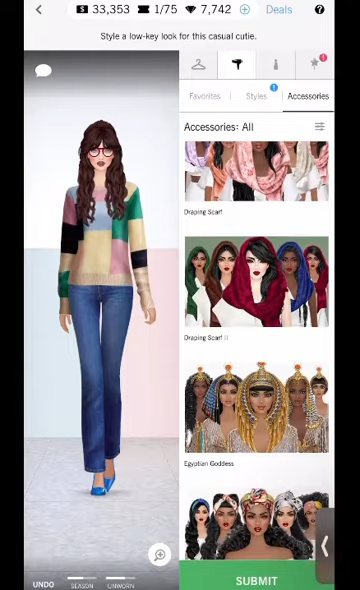 $ 33,353 1/75 7,742 Deals ?
Style a low-key look for this casual cutie.
!
Favorites Styles Accessories
Accessories: All
Draping Scarf
Draping Scarf II
Egyptian Goddess
UNDO SEASON UNWORN SUBMIT